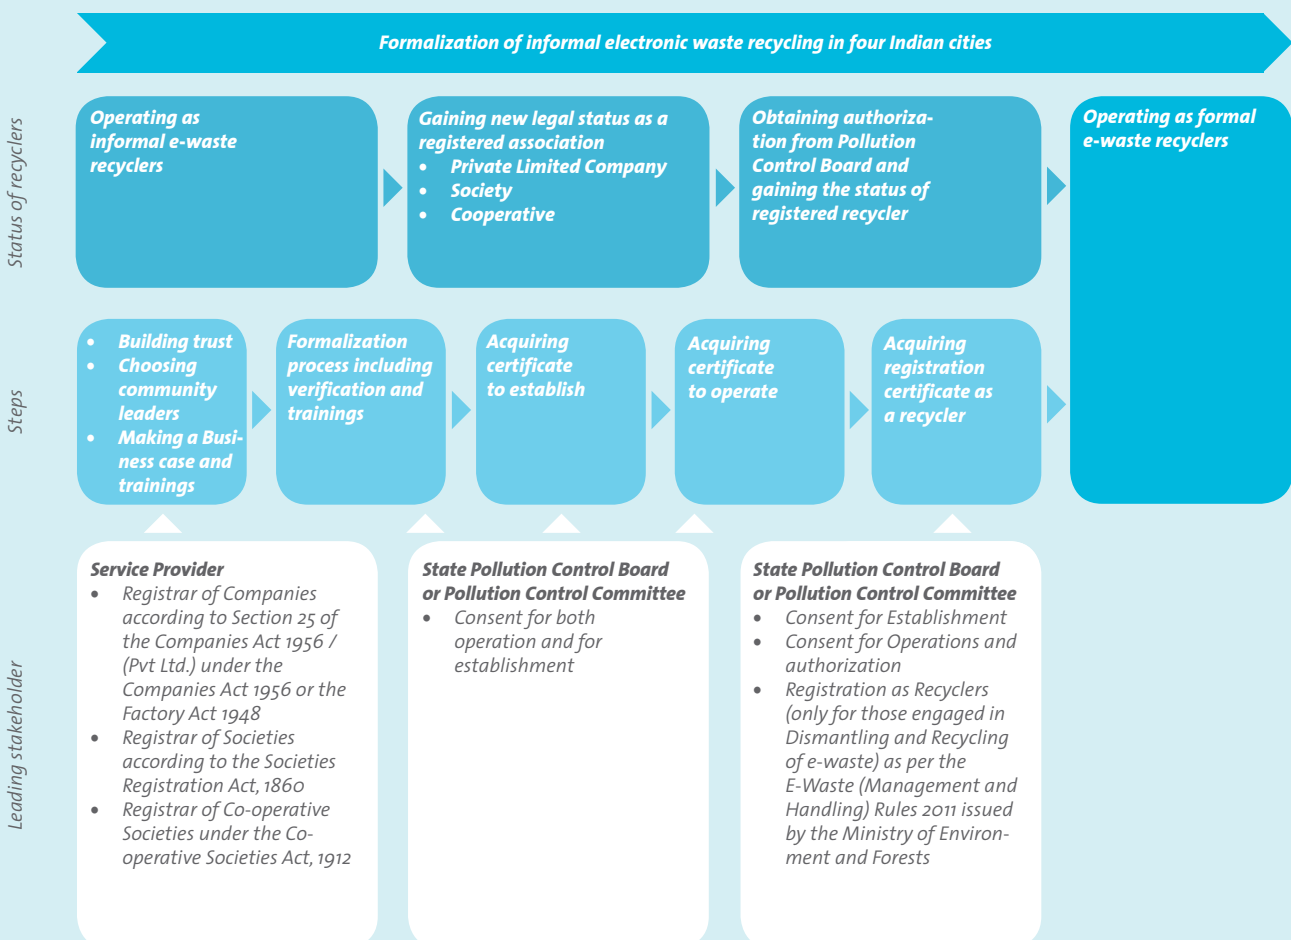 Formalization of informal electronic waste recycling in four Indian cities
Status of recyclers
Operating as
informal e-waste
recyclers
Gaining new legal status as a
registered association
• Private Limited Company
• Society
• Cooperative
Obtaining authoriza-
tion from Pollution
Control Board and
gaining the status of
registered recycler
Operating as formal
e-waste recyclers
Steps
• Building trust
• Choosing
community
leaders
• Making a Busi-
ness case and
trainings
Formalization
process including
verification and
trainings
Acquiring
certificate
to establish
Acquiring
certificate
to operate
Acquiring
registration
certificate as
a recycler
Leading stakeholder
Service Provider
• Registrar of Companies
according to Section 25 of
the Companies Act 1956 /
(Pvt Ltd.) under the
Companies Act 1956 or the
Factory Act 1948
• Registrar of Societies
according to the Societies
Registration Act, 1860
• Registrar of Co-operative
Societies under the Co-
operative Societies Act, 1912
State Pollution Control Board
or Pollution Control Committee
• Consent for both
operation and for
establishment
State Pollution Control Board
or Pollution Control Committee
• Consent for Establishment
• Consent for Operations and
authorization
• Registration as Recyclers
(only for those engaged in
Dismantling and Recycling
of e-waste) as per the
E-Waste (Management and
Handling) Rules 2011 issued
by the Ministry of Environ-
ment and Forests